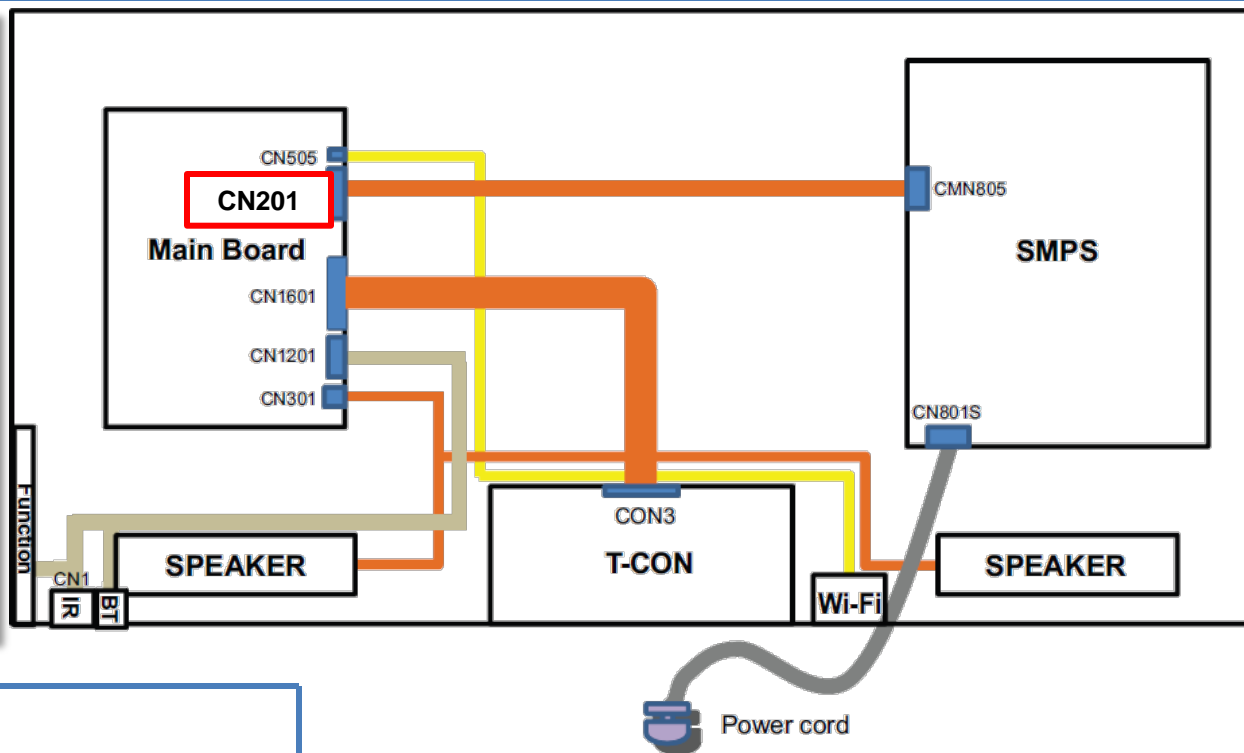 CN505
CN201
CMN805
Main Board
SMPS
CN1601
CN1201
CN301
CN801S
Function
CON3
SPEAKER
T-CON
SPEAKER
CN1
IR
BT
Wi-Fi
Power cord